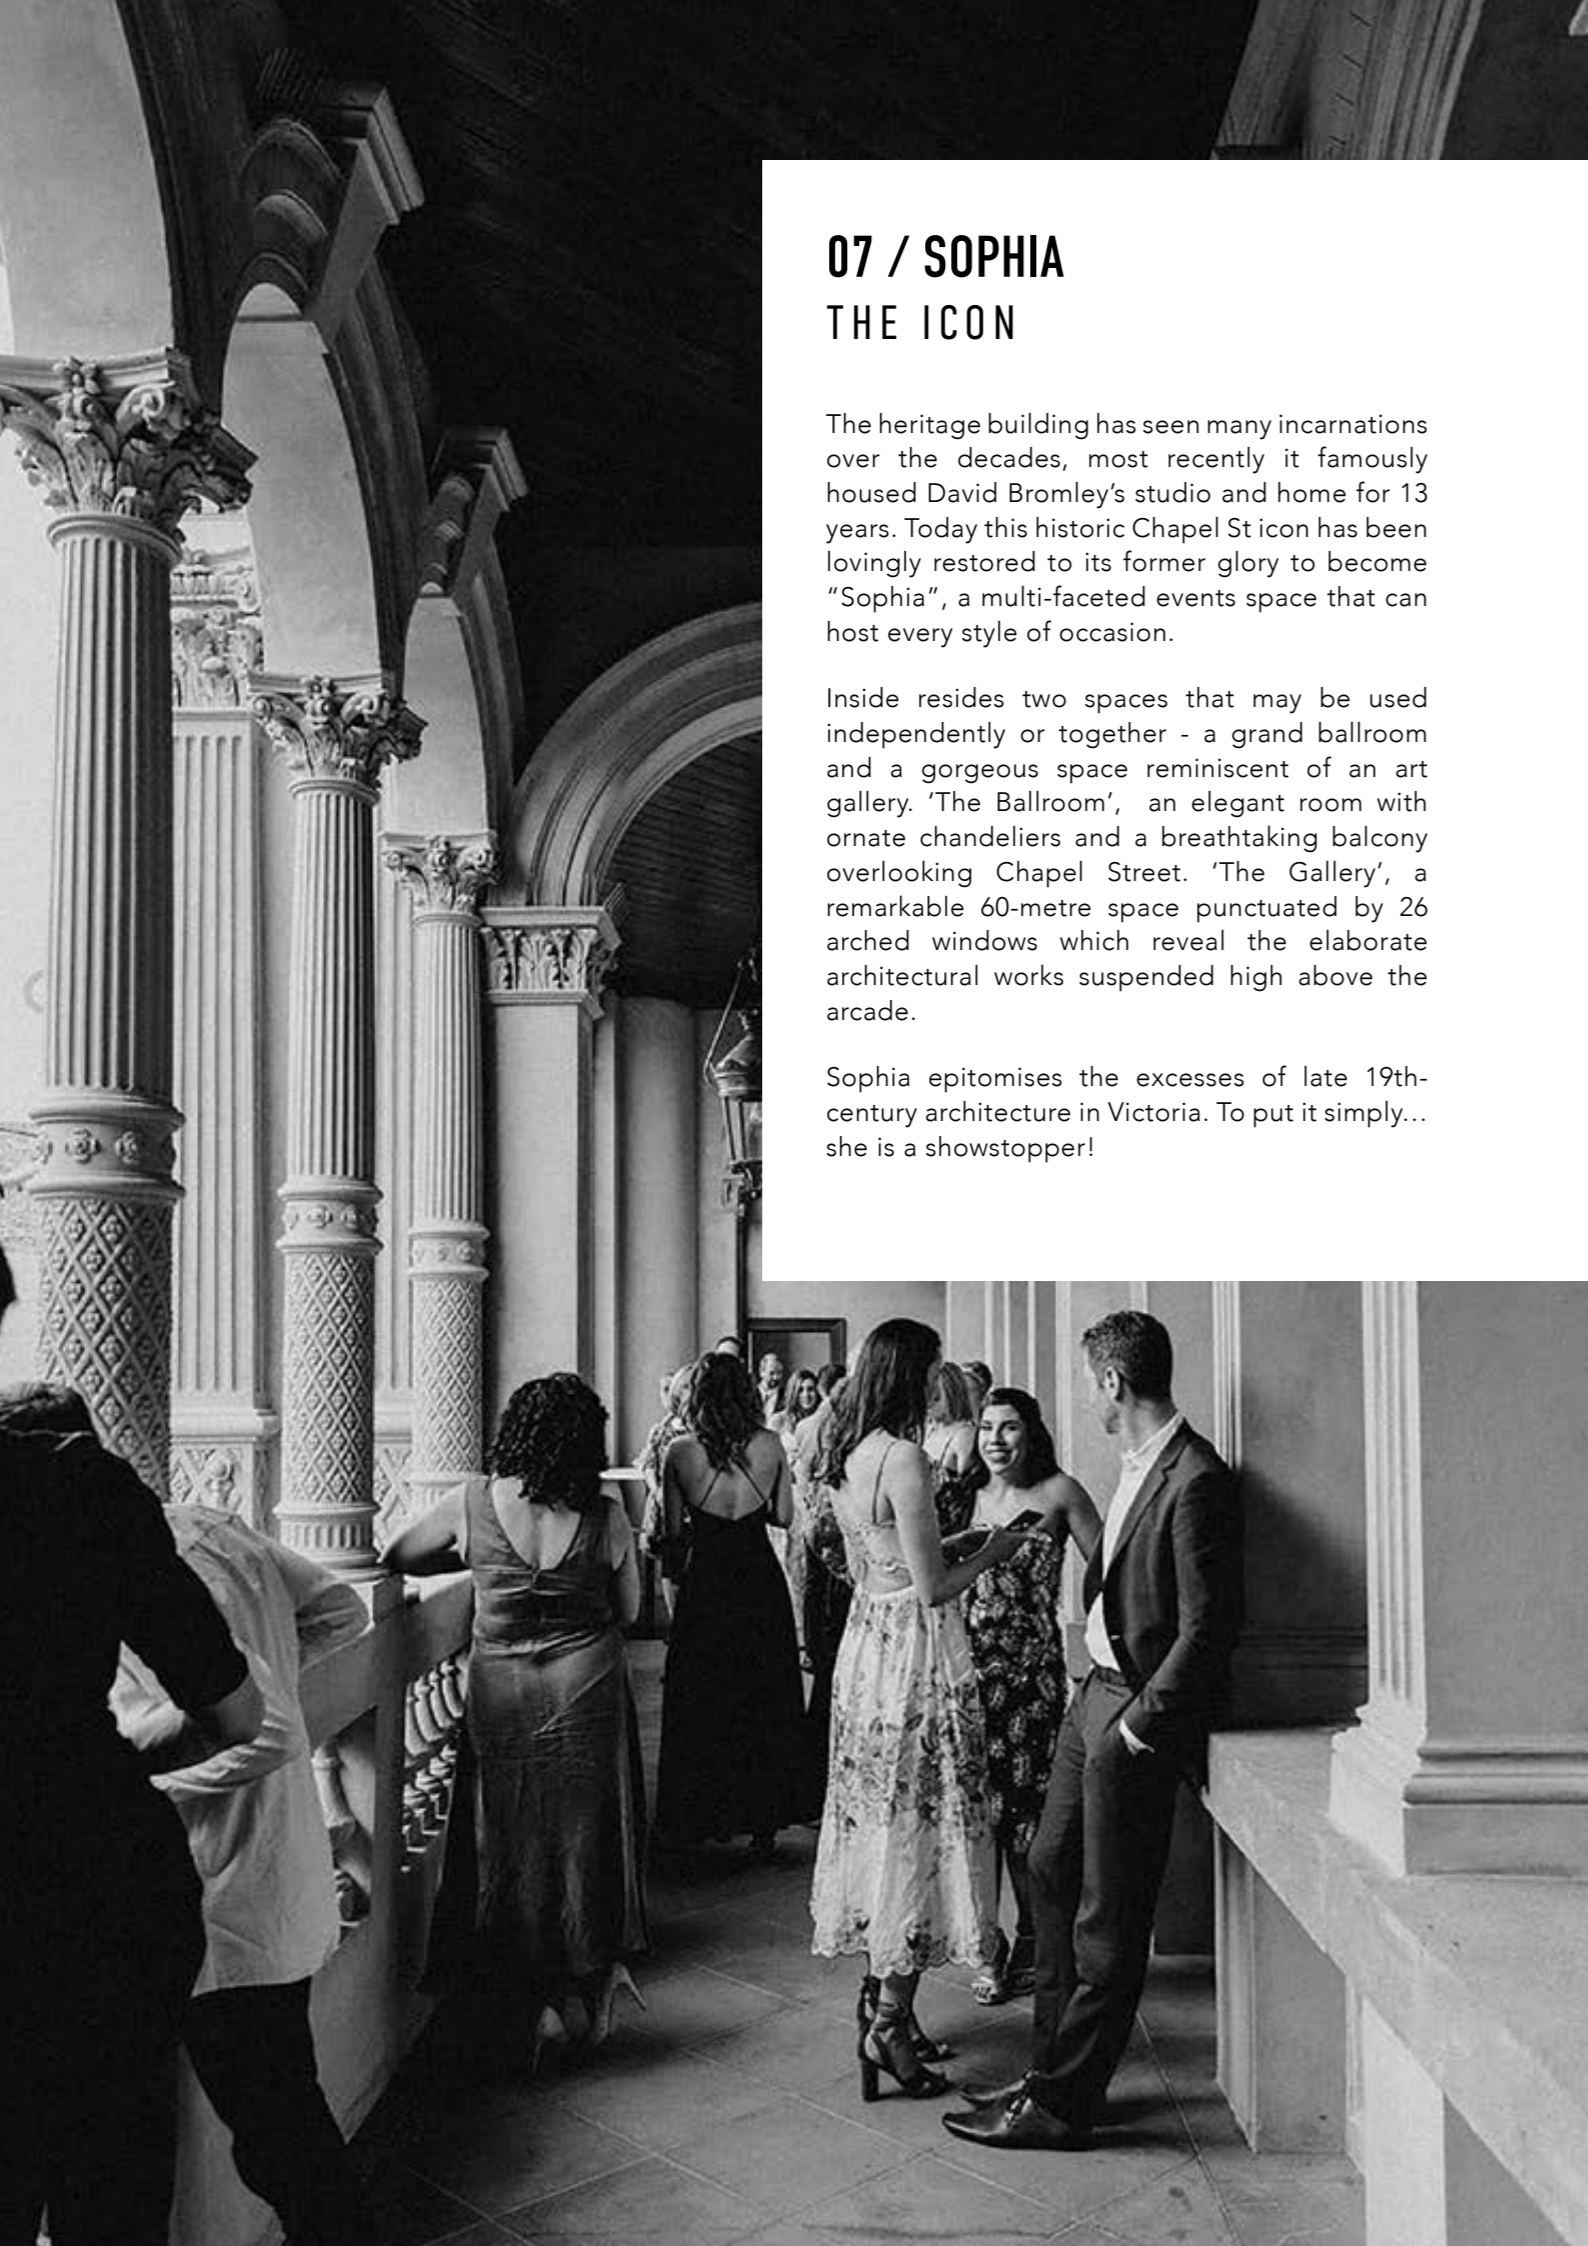 07 / SOPHIA
THE ICON
The heritage building has seen many incarnations
over the decades, most recently it famously
housed David Bromley’s studio and home for 13
years. Today this historic Chapel St icon has been
lovingly restored to its former glory to become
“Sophia”, a multi-faceted events space that can
host every style of occasion.
Inside resides two spaces that may be used
independently or together - a grand ballroom
and a gorgeous space reminiscent of an art
gallery. ‘The Ballroom’, an elegant room with
ornate chandeliers and a breathtaking balcony
overlooking Chapel Street. ‘The Gallery’, a
remarkable 60-metre space punctuated by 26
arched windows which reveal the elaborate
architectural works suspended high above the
arcade.
Sophia epitomises the excesses of late 19th-
century architecture in Victoria. To put it simply…
she is a showstopper!